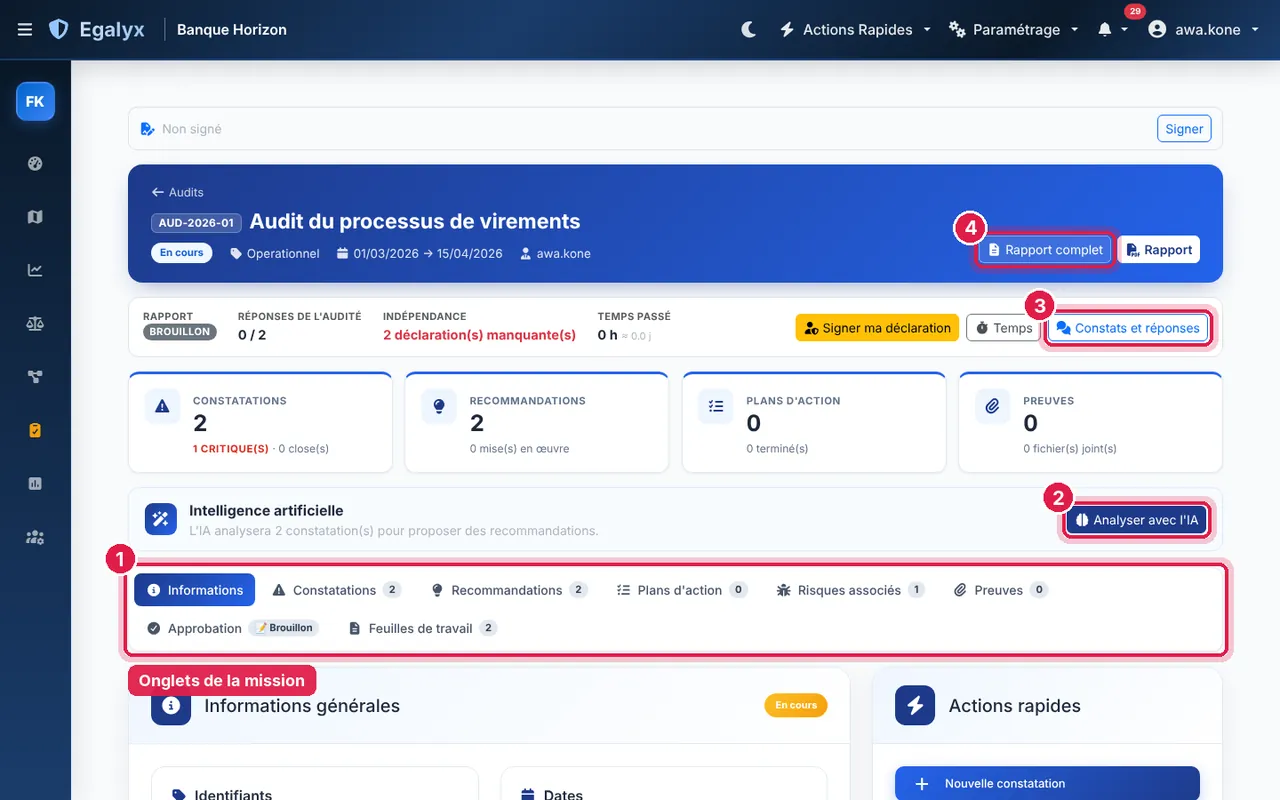 Egalyx
Banque Horizon
Actions Rapides
Paramétrage
29
awa.kone
FK
Non signé
Signer
← Audits
AUD-2026-01 Audit du processus de virements
En cours Operationnel 01/03/2026 → 15/04/2026 awa.kone
4
Rapport complet
Rapport
RAPPORT
BROUILLON
RÉPONSES DE L'AUDITÉ
0 / 2
INDÉPENDANCE
2 déclaration(s) manquante(s)
TEMPS PASSÉ
0 h ≈ 0.0 j
Signer ma déclaration
Temps
3
Constats et réponses
CONSTATATIONS
2
1 CRITIQUE(S) · 0 close(s)
RECOMMANDATIONS
2
0 mise(s) en œuvre
PLANS D'ACTION
0
0 terminé(s)
PREUVES
0
0 fichier(s) joint(s)
Intelligence artificielle
L'IA analysera 2 constatation(s) pour proposer des recommandations.
2
Analyser avec l'IA
1
Informations Constatations 2 Recommandations 2 Plans d'action 0 Risques associés 1 Preuves 0
Approbation Brouillon Feuilles de travail 2
Onglets de la mission
Informations générales
En cours
Actions rapides
Identifiants
Dates
+ Nouvelle constatation